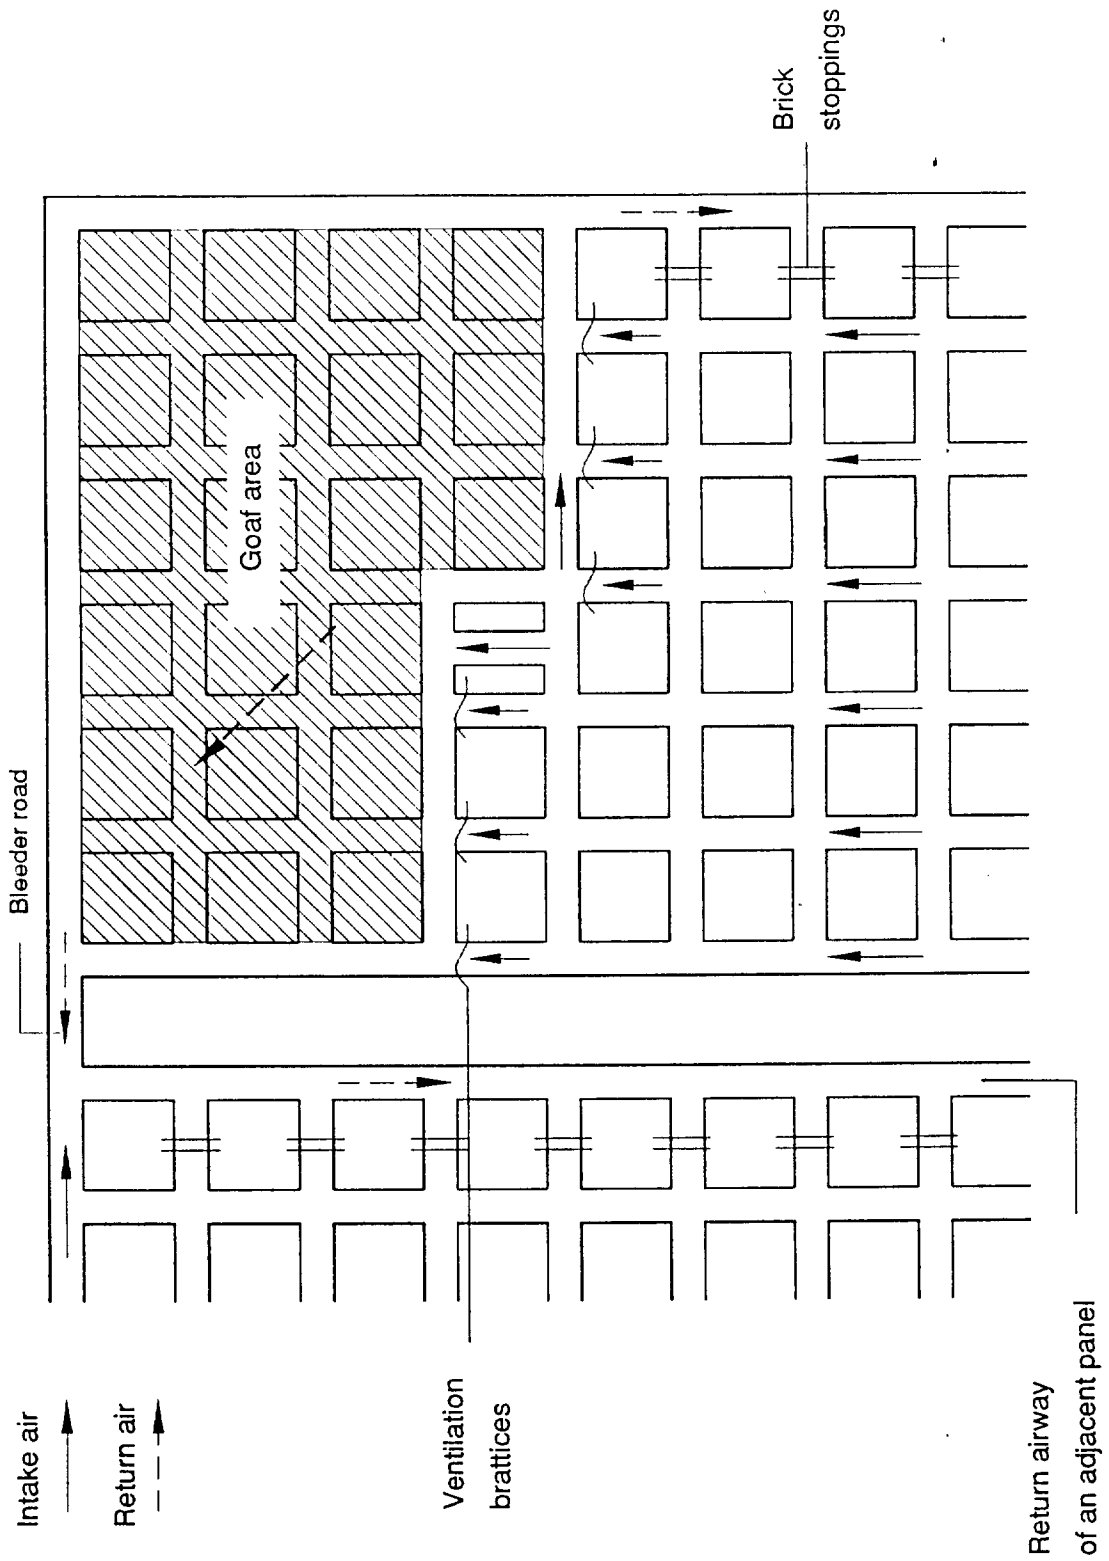 Intake air
Return air
Bleeder road
Goaf area
Ventilation
brattices
Brick
stoppings
Return airway
of an adjacent panel